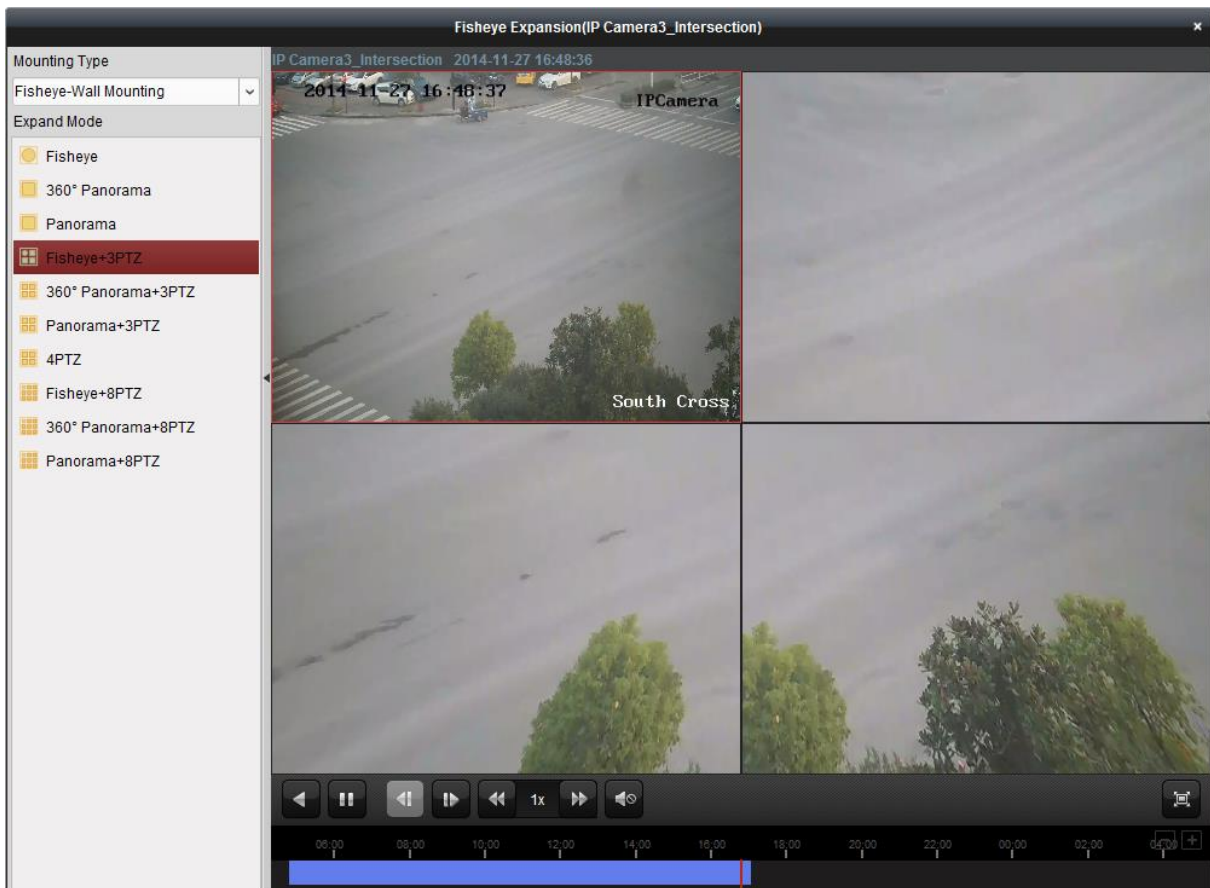 Fisheye Expansion(IP Camera3_Intersection)
Mounting Type
Fisheye-Wall Mounting
Expand Mode
Fisheye
360° Panorama
Panorama
Fisheye+3PTZ
360° Panorama+3PTZ
Panorama+3PTZ
4PTZ
Fisheye+8PTZ
360° Panorama+8PTZ
Panorama+8PTZ
IP Camera3_Intersection 2014-11-27 16:48:36
2014-11-27 16:48:37
IPCamera
South Cross
1x
06:00 08:00 10:00 12:00 14:00 16:00 18:00 20:00 22:00 00:00 02:00 04:00